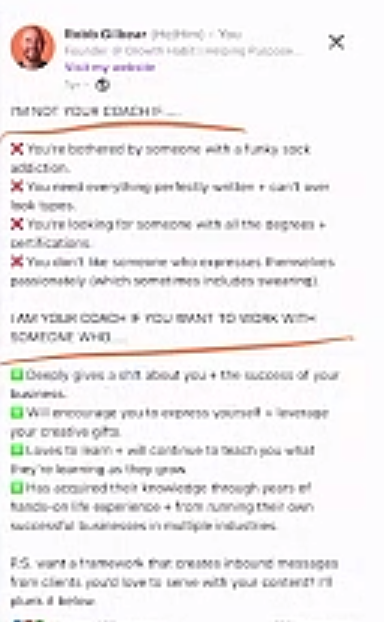 Robb Gilbear (He/Him) · You
Founder @ Growth Habit | Helping Purpose...
Visit my website
1yr ·
I'M NOT YOUR COACH IF.....
❌ You're bothered by someone with a funky sock
addiction.
❌ You need everything perfectly written + can't over
look typos.
❌ You're looking for someone with all the degrees +
certifications.
❌ You don't like someone who expresses themselves
passionately (which sometimes includes swearing).
I AM YOUR COACH IF YOU WANT TO WORK WITH
SOMEONE WHO....
Deeply gives a sh!t about you + the success of your
business.
Will encourage you to express yourself + leverage
your creative gifts.
Loves to learn + will continue to teach you what
they're learning as they grow.
Has acquired their knowledge through years of
hands-on life experience + from running their own
successful businesses in multiple industries.
P.S. want a framework that creates inbound messages
from clients you'd love to serve with your content? I'll
plunk it below.